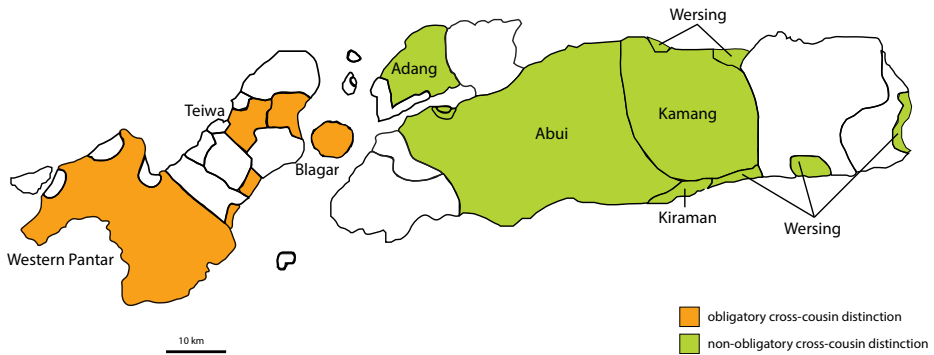 Wersing
Adang
Teiwa
Kamang
Abui
Blagar
Kiraman
Wersing
Western Pantar
obligatory cross-cousin distinction
10 km
non-obligatory cross-cousin distinction